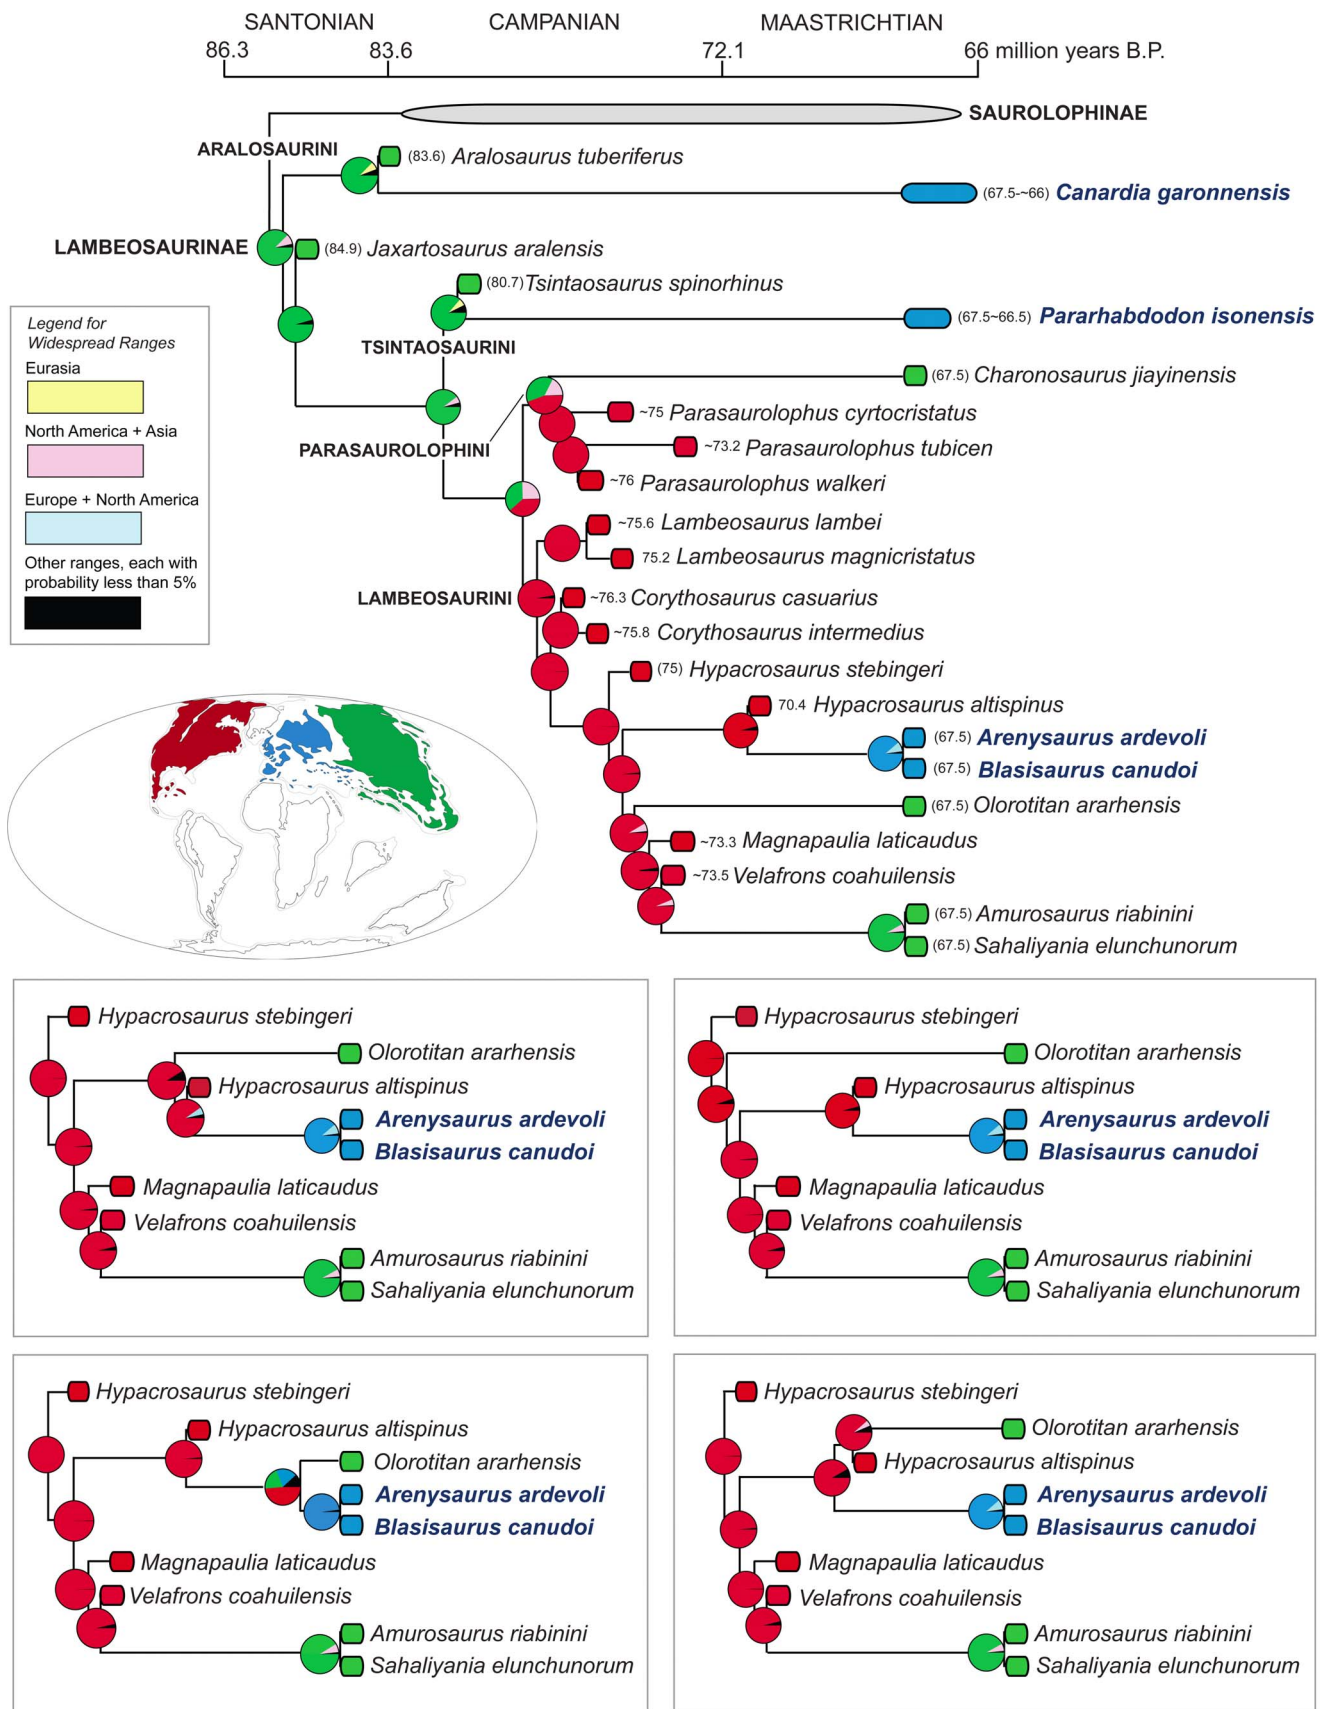 SANTONIAN CAMPANIAN MAASTRICHTIAN
86.3 83.6 72.1 66 million years B.P.
SAUROLOPHINAE
ARALOSAURINI
(83.6) Aralosaurus tuberiferus
(67.5-~66) Canardia garonnensis
LAMBEOSAURINAE
(84.9) Jaxartosaurus aralensis
(80.7) Tsintaosaurus spinorhinus
(67.5~66.5) Pararhabdodon isonensis
TSINTAOSAURINI
(67.5) Charonosaurus jiayinensis
~75 Parasaurolophus cyrtocristatus
PARASAUROLOPHINI
~73.2 Parasaurolophus tubicen
~76 Parasaurolophus walkeri
~75.6 Lambeosaurus lambei
75.2 Lambeosaurus magnicristatus
LAMBEOSAURINI
~76.3 Corythosaurus casuarius
~75.8 Corythosaurus intermedius
(75) Hypacrosaurus stebingeri
70.4 Hypacrosaurus altispinus
(67.5) Arenysaurus ardevoli
(67.5) Blasisaurus canudoi
(67.5) Olorotitan ararhensis
~73.3 Magnapaulia laticaudus
~73.5 Velafrons coahuilensis
(67.5) Amurosaurus riabinini
(67.5) Sahaliyania elunchunorum
Legend for
Widespread Ranges
Eurasia
North America + Asia
Europe + North America
Other ranges, each with
probability less than 5%
Hypacrosaurus stebingeri
Olorotitan ararhensis
Hypacrosaurus altispinus
Arenysaurus ardevoli
Blasisaurus canudoi
Magnapaulia laticaudus
Velafrons coahuilensis
Amurosaurus riabinini
Sahaliyania elunchunorum
Hypacrosaurus stebingeri
Olorotitan ararhensis
Hypacrosaurus altispinus
Arenysaurus ardevoli
Blasisaurus canudoi
Magnapaulia laticaudus
Velafrons coahuilensis
Amurosaurus riabinini
Sahaliyania elunchunorum
Hypacrosaurus stebingeri
Hypacrosaurus altispinus
Olorotitan ararhensis
Arenysaurus ardevoli
Blasisaurus canudoi
Magnapaulia laticaudus
Velafrons coahuilensis
Amurosaurus riabinini
Sahaliyania elunchunorum
Hypacrosaurus stebingeri
Olorotitan ararhensis
Hypacrosaurus altispinus
Arenysaurus ardevoli
Blasisaurus canudoi
Magnapaulia laticaudus
Velafrons coahuilensis
Amurosaurus riabinini
Sahaliyania elunchunorum